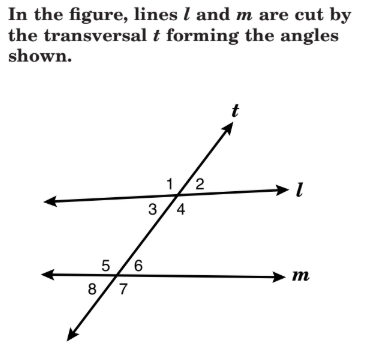 In the figure, lines l and m are cut by
the transversal t forming the angles
shown.
t
1 2
l
3 4
5 6
m
8 7